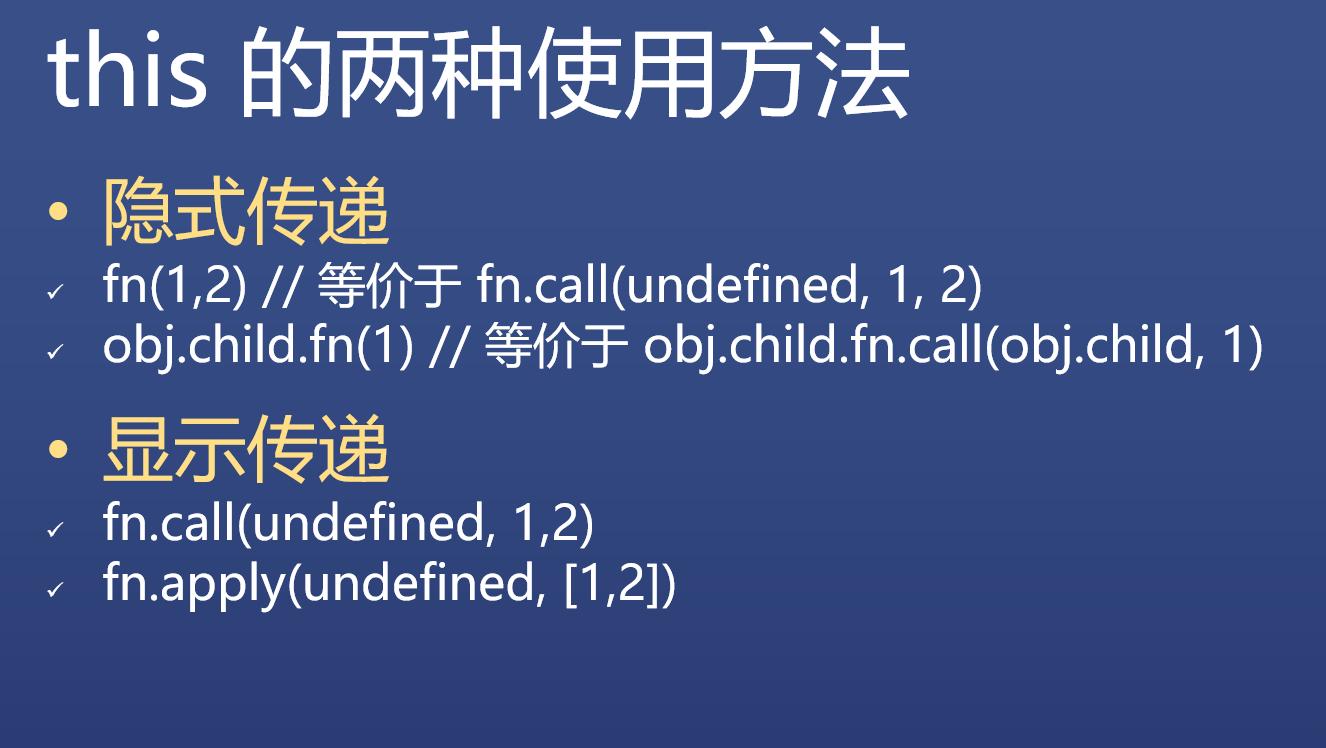 this 的两种使用方法
• 隐式传递
✓ fn(1,2) // 等价于 fn.call(undefined, 1, 2)
✓ obj.child.fn(1) // 等价于 obj.child.fn.call(obj.child, 1)
• 显示传递
✓ fn.call(undefined, 1,2)
✓ fn.apply(undefined, [1,2])